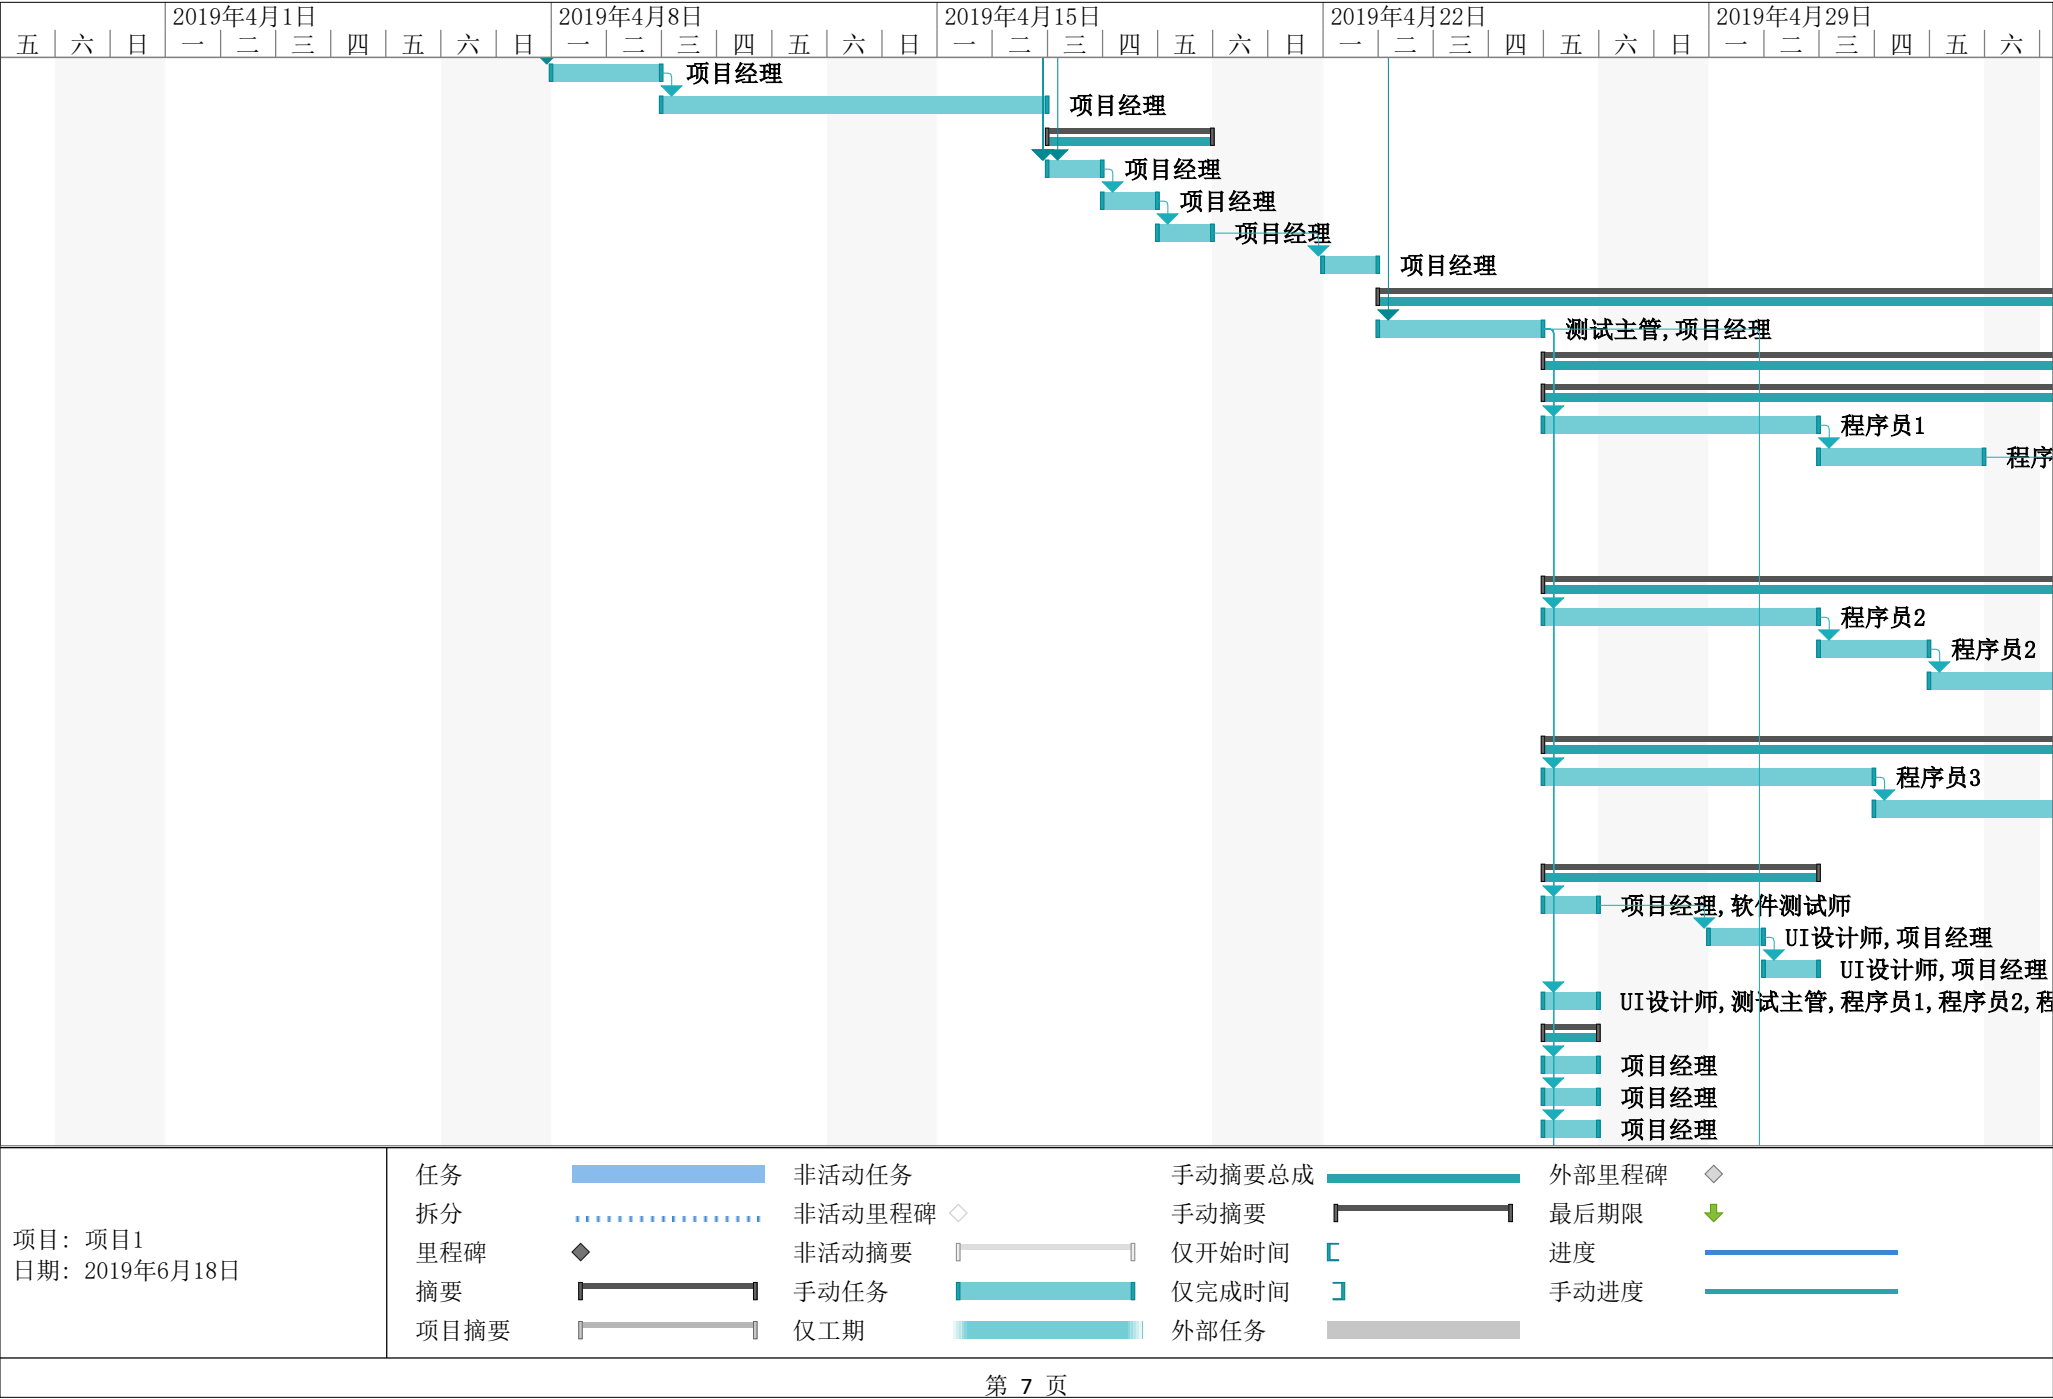 2019年4月1日 2019年4月8日 2019年4月15日 2019年4月22日 2019年4月29日
五 六 日 一 二 三 四 五 六 日 一 二 三 四 五 六 日 一 二 三 四 五 六 日 一 二 三 四 五 六 日 一 二 三 四 五 六
项目经理
项目经理
项目经理
项目经理
项目经理
项目经理
测试主管,项目经理
程序员1
程序
程序员2
程序员2
程序员3
项目经理,软件测试师
UI设计师,项目经理
UI设计师,项目经理
UI设计师,测试主管,程序员1,程序员2,程
项目经理
项目经理
项目经理
项目: 项目1
日期: 2019年6月18日
任务 非活动任务 手动摘要总成 外部里程碑
拆分 非活动里程碑 手动摘要 最后期限
里程碑 非活动摘要 仅开始时间 进度
摘要 手动任务 仅完成时间 手动进度
项目摘要 仅工期 外部任务
第 7 页